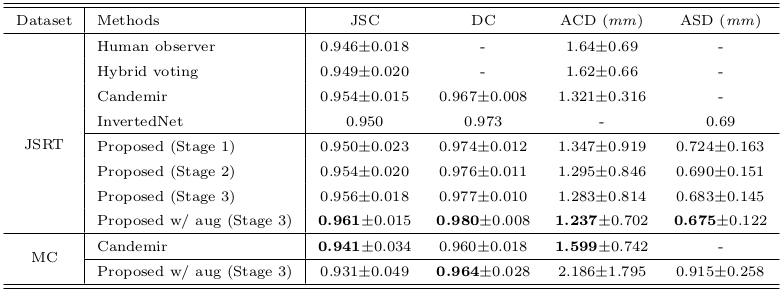 Dataset Methods JSC DC ACD (mm) ASD (mm)
Human observer 0.946±0.018 - 1.64±0.69 -
Hybrid voting 0.949±0.020 - 1.62±0.66 -
Candemir 0.954±0.015 0.967±0.008 1.321±0.316 -
InvertedNet 0.950 0.973 - 0.69
JSRT Proposed (Stage 1) 0.950±0.023 0.974±0.012 1.347±0.919 0.724±0.163
Proposed (Stage 2) 0.954±0.020 0.976±0.011 1.295±0.846 0.690±0.151
Proposed (Stage 3) 0.956±0.018 0.977±0.010 1.283±0.814 0.683±0.145
Proposed w/ aug (Stage 3) 0.961±0.015 0.980±0.008 1.237±0.702 0.675±0.122
MC Candemir 0.941±0.034 0.960±0.018 1.599±0.742 -
Proposed w/ aug (Stage 3) 0.931±0.049 0.964±0.028 2.186±1.795 0.915±0.258